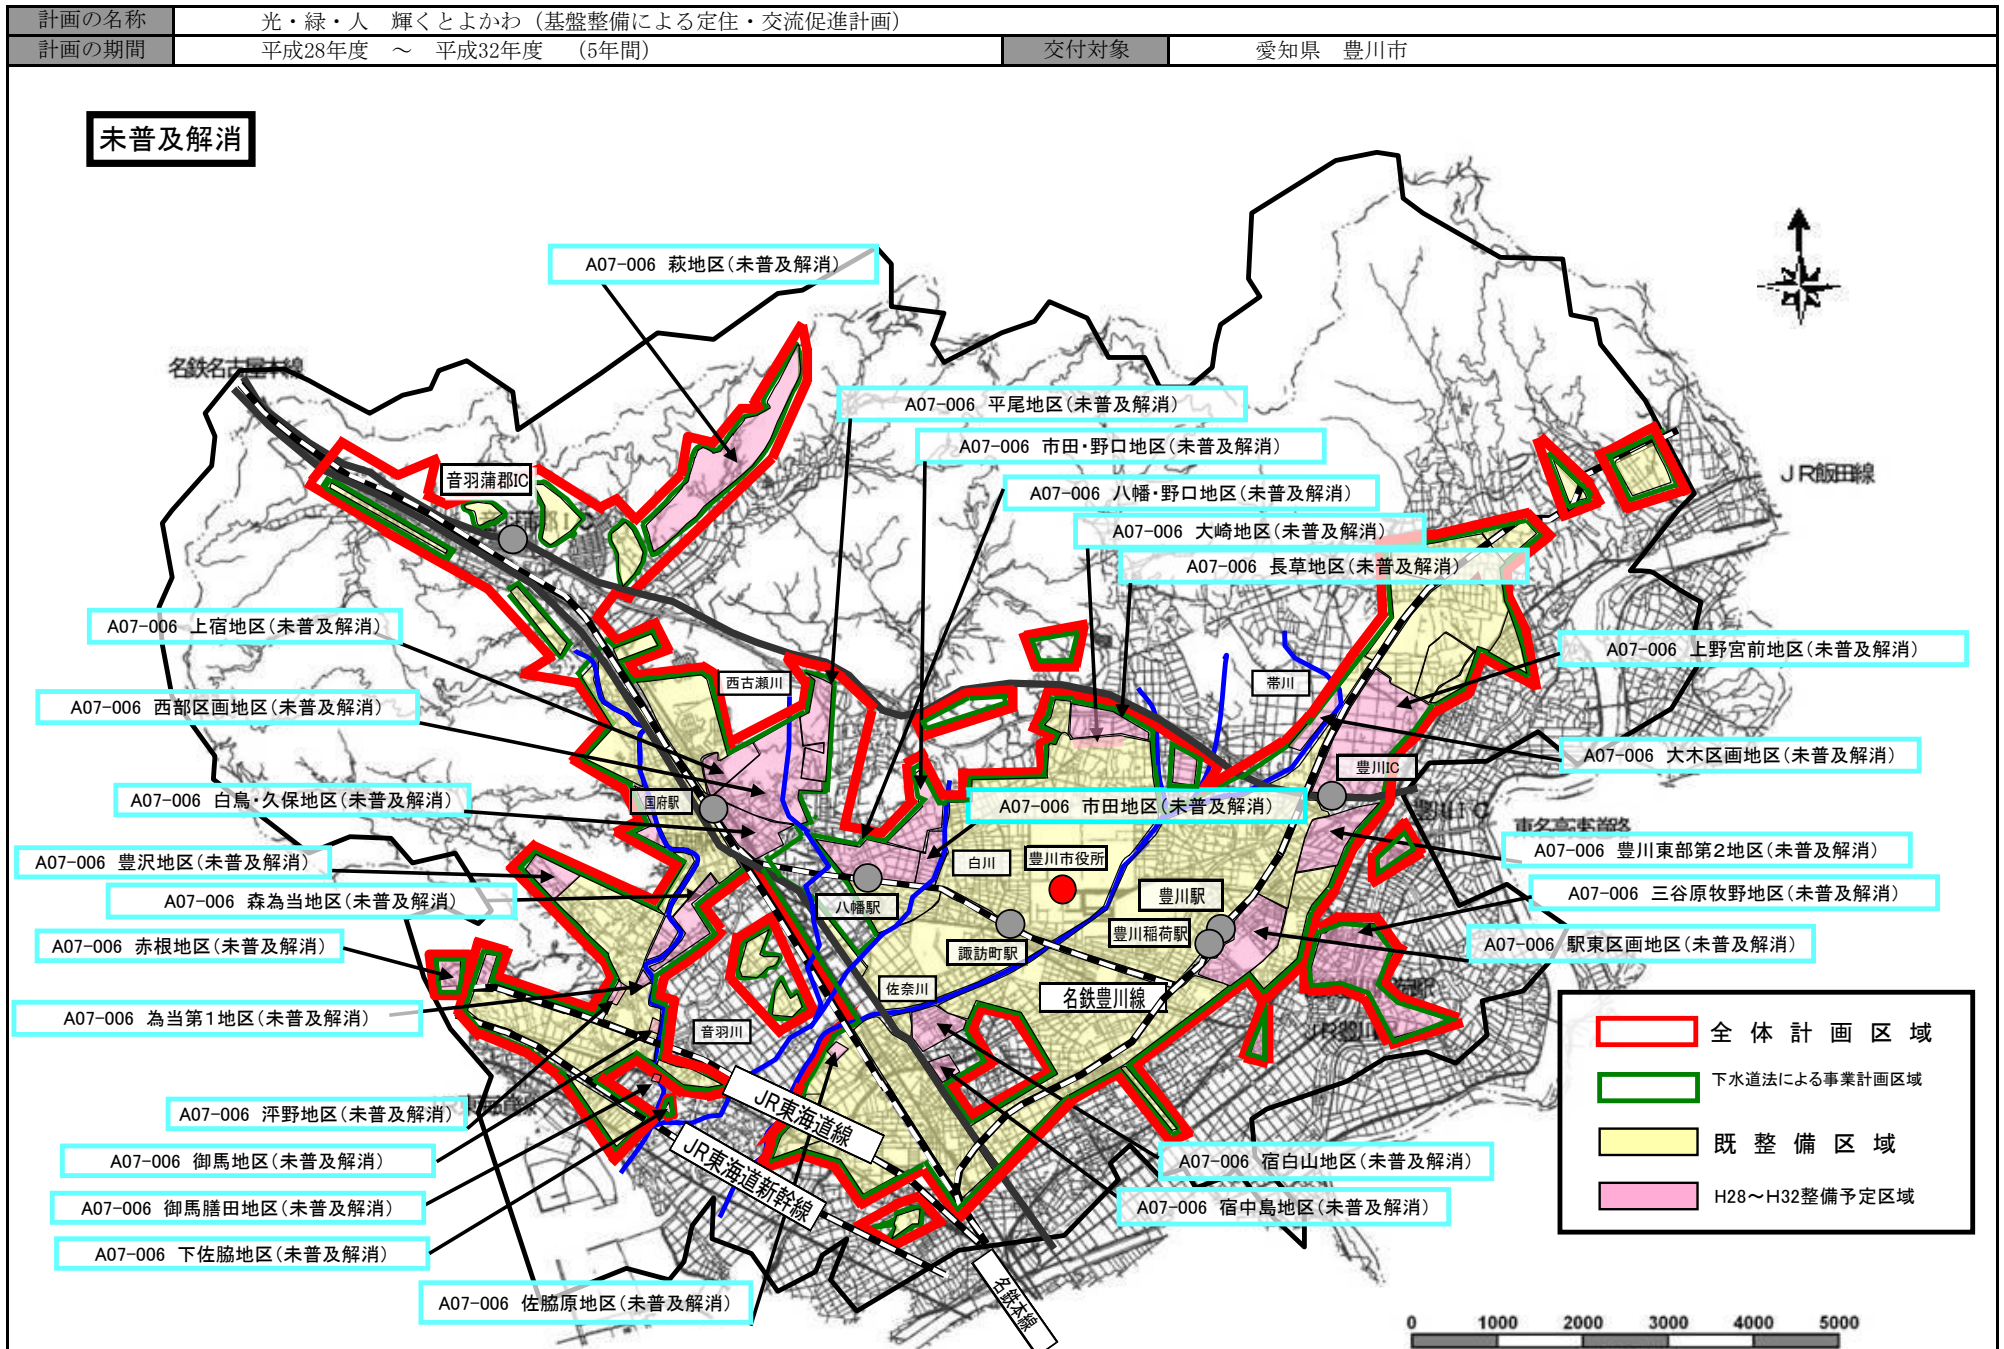 計画の名称
光・緑・人　輝くとよかわ（基盤整備による定住・交流促進計画）
計画の期間
平成28年度　～　平成32年度　（5年間）
交付対象
愛知県　豊川市
未普及解消
A07-006 萩地区(未普及解消)
名鉄名古屋本線
A07-006 平尾地区(未普及解消)
A07-006 市田・野口地区(未普及解消)
音羽蒲郡IC
JR飯田線
A07-006 八幡・野口地区(未普及解消)
A07-006 大崎地区(未普及解消)
A07-006 長草地区(未普及解消)
A07-006 上宿地区(未普及解消)
A07-006 上野宮前地区(未普及解消)
西古瀬川
帯川
A07-006 西部区画地区(未普及解消)
A07-006 大木区画地区(未普及解消)
豊川IC
A07-006 白鳥・久保地区(未普及解消)
国府駅
A07-006 市田地区(未普及解消)
東名高速道路
A07-006 豊川東部第2地区(未普及解消)
A07-006 豊沢地区(未普及解消)
白川
豊川市役所
A07-006 三谷原牧野地区(未普及解消)
A07-006 森為当地区(未普及解消)
八幡駅
豊川駅
豊川稲荷駅
A07-006 赤根地区(未普及解消)
諏訪町駅
A07-006 駅東区画地区(未普及解消)
佐奈川
名鉄豊川線
A07-006 為当第1地区(未普及解消)
音羽川
全体計画区域
下水道法による事業計画区域
A07-006 泙野地区(未普及解消)
JR東海道線
既整備区域
A07-006 御馬地区(未普及解消)
JR東海道新幹線
A07-006 宿白山地区(未普及解消)
H28～H32整備予定区域
A07-006 御馬膳田地区(未普及解消)
A07-006 宿中島地区(未普及解消)
A07-006 下佐脇地区(未普及解消)
A07-006 佐脇原地区(未普及解消)
名鉄本線
0 1000 2000 3000 4000 5000